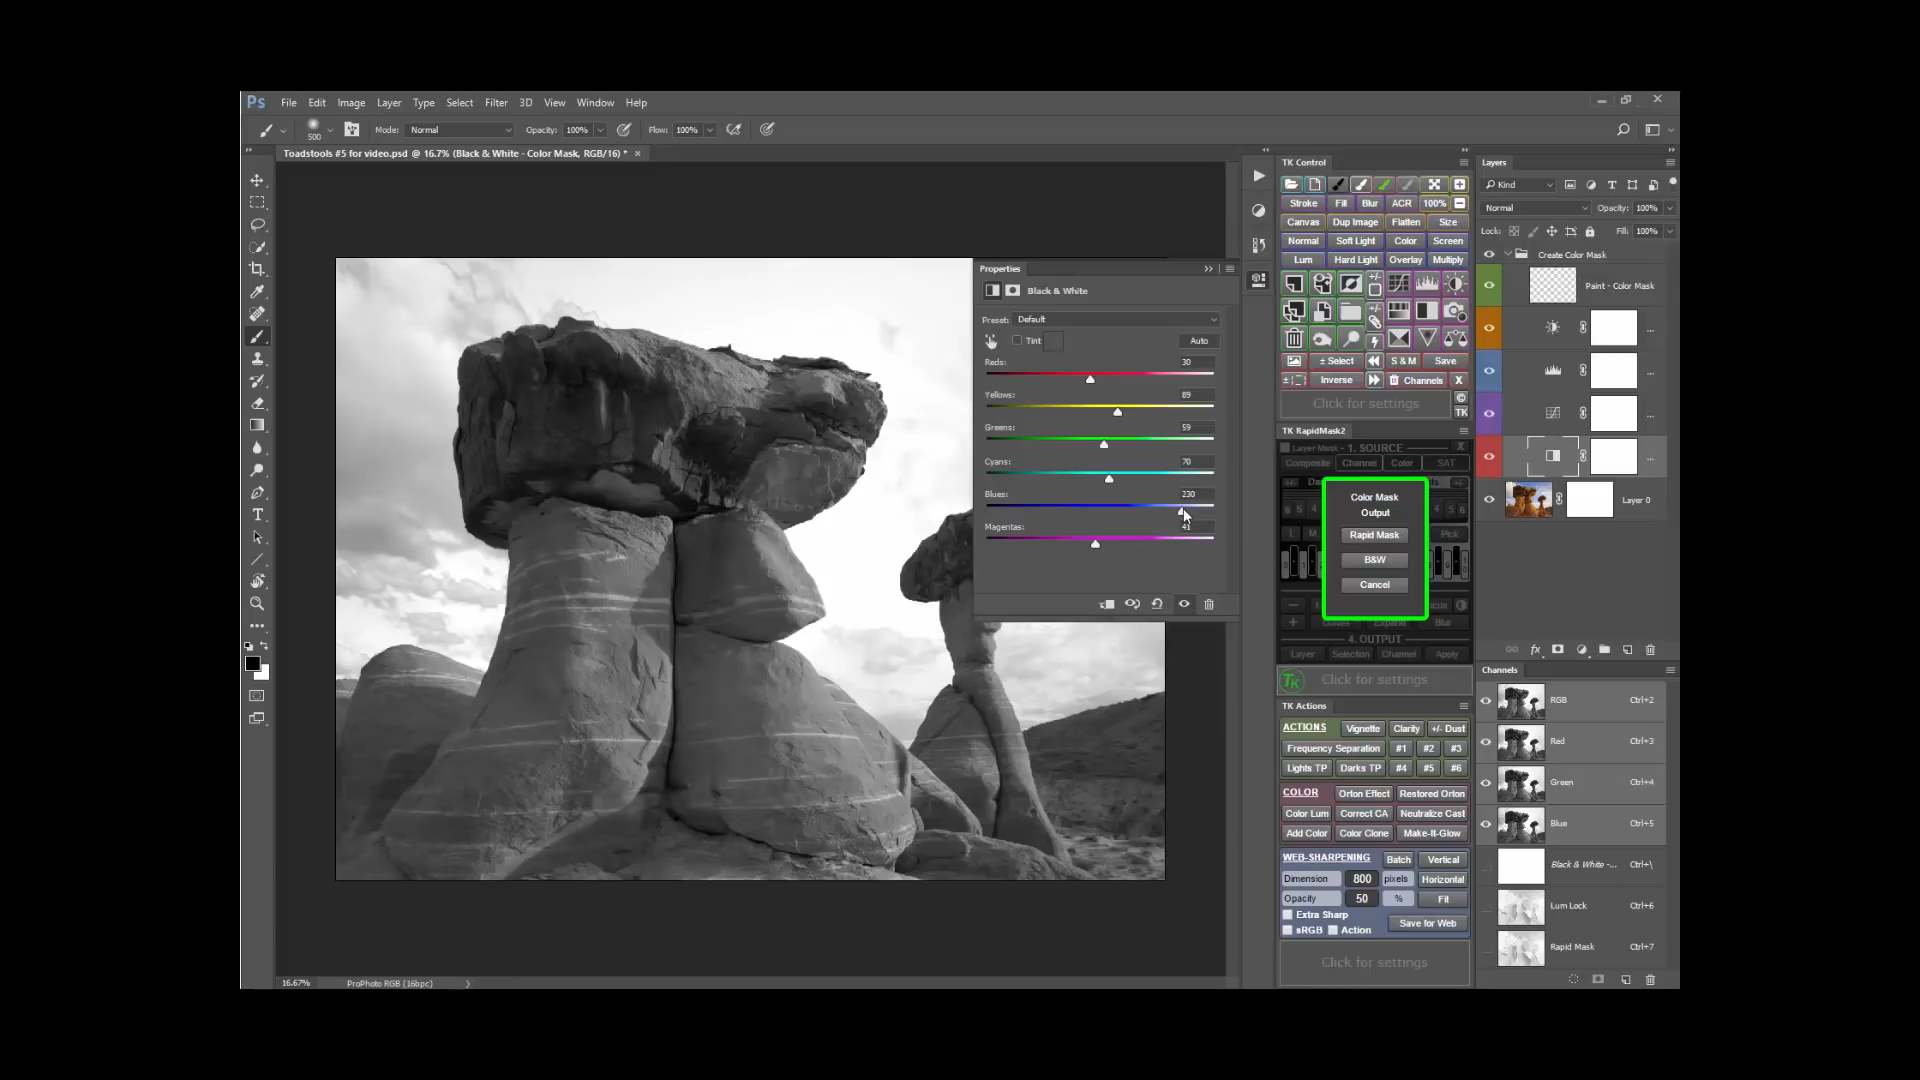 Ps File Edit Image Layer Type Select Filter 3D View Window Help
500 Mode: Normal Opacity: 100% Flow: 100%
Toadstools #5 for video.psd @ 16.7% (Black & White - Color Mask, RGB/16) * ×
Properties
Black & White
Preset: Default
Tint Auto
Reds: 30
Yellows: 89
Greens: 59
Cyans: 70
Blues: 230
Magentas: 41
16.67% ProPhoto RGB (16bpc)
TK Control
Stroke Fill Blur ACR 100%
Canvas Dup Image Flatten Size
Normal Soft Light Color Screen
Lum Hard Light Overlay Multiply
± Select S & M Save
Inverse Channels X
Click for settings © TK
TK RapidMask2
Layer Mask - 1. SOURCE X
Composite Channel Color SAT
Color Mask
Output
Rapid Mask Pick
B&W
Cancel
Expand Blur
4. OUTPUT
Layer Selection Channel Apply
TK Click for settings
TK Actions
ACTIONS Vignette Clarity +/- Dust
Frequency Separation #1 #2 #3
Lights TP Darks TP #4 #5 #6
COLOR Orton Effect Restored Orton
Color Lum Correct CA Neutralize Cast
Add Color Color Clone Make-It-Glow
WEB-SHARPENING Batch Vertical
Dimension 800 pixels Horizontal
Opacity 50 % Fit
Extra Sharp
sRGB Action Save for Web
Click for settings
Layers
Kind
Normal Opacity: 100%
Lock: Fill: 100%
Create Color Mask
Paint - Color Mask
...
...
...
...
Layer 0
fx
Channels
RGB Ctrl+2
Red Ctrl+3
Green Ctrl+4
Blue Ctrl+5
Black & White -... Ctrl+\
Lum Lock Ctrl+6
Rapid Mask Ctrl+7